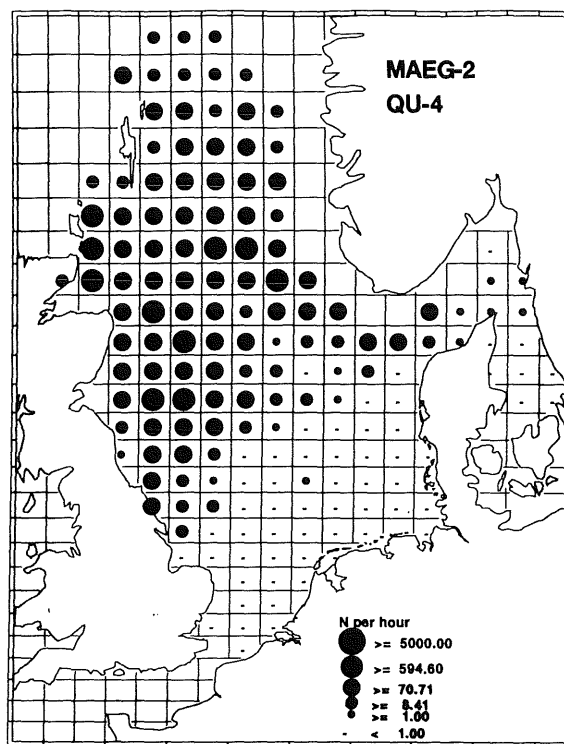 MAEG-2
QU-4
N per hour
>= 5000.00
>= 594.60
>= 70.71
>= 8.41
>= 1.00
- < 1.00